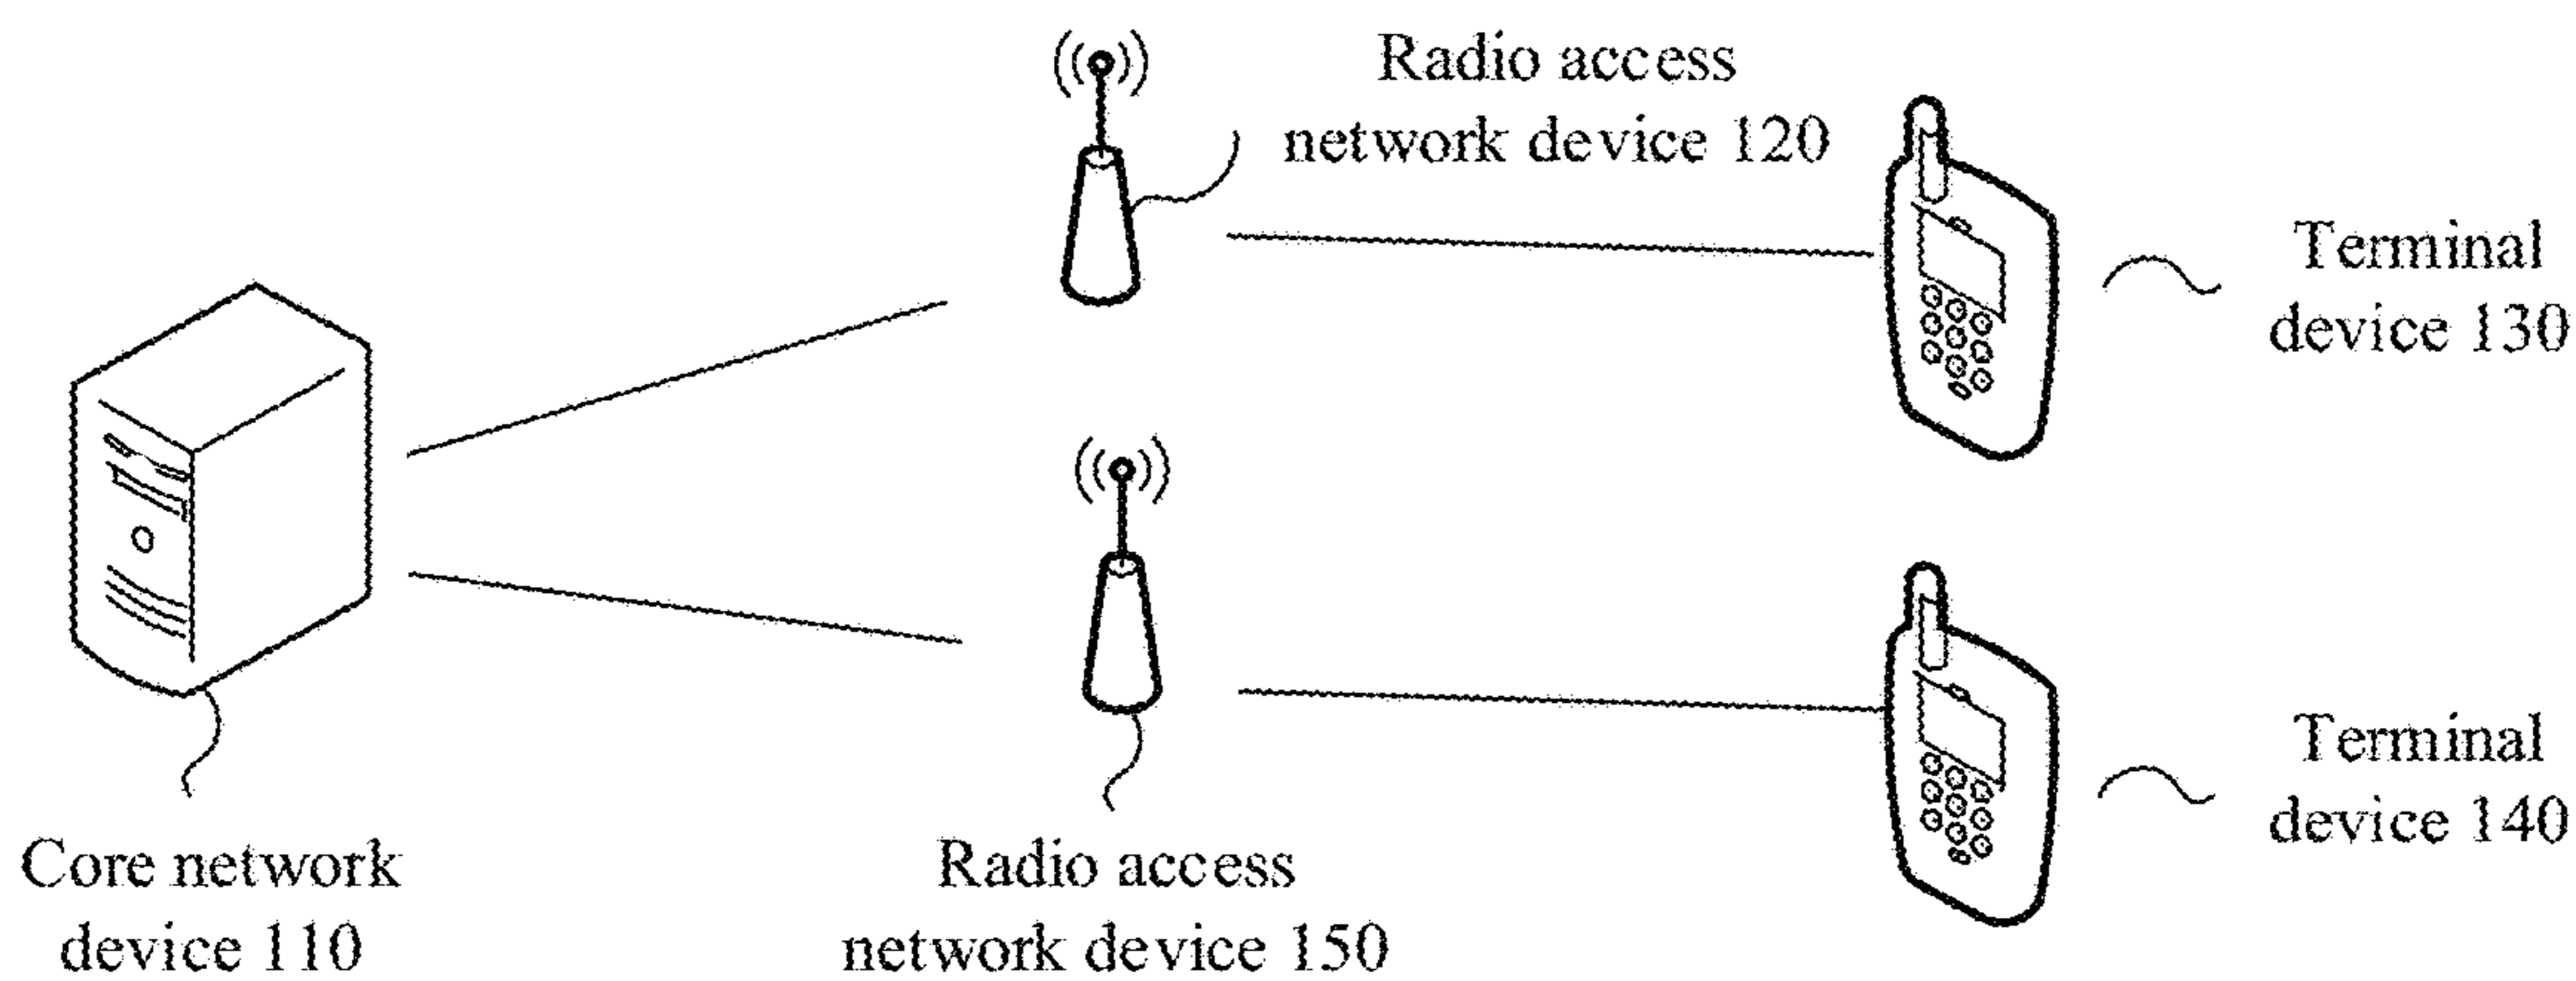 Radio access
network device 120
Terminal
device 130
Terminal
device 140
Core network
device 110
Radio access
network device 150